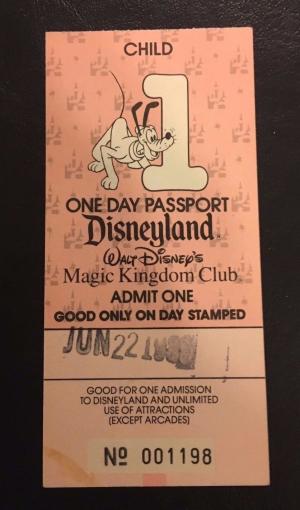 CHILD
1
ONE DAY PASSPORT
Disneyland
WALT DISNEY'S
Magic Kingdom Club
ADMIT ONE
GOOD ONLY ON DAY STAMPED
JUN 22
GOOD FOR ONE ADMISSION
TO DISNEYLAND AND UNLIMITED
USE OF ATTRACTIONS
(EXCEPT ARCADES)
Nº 001198